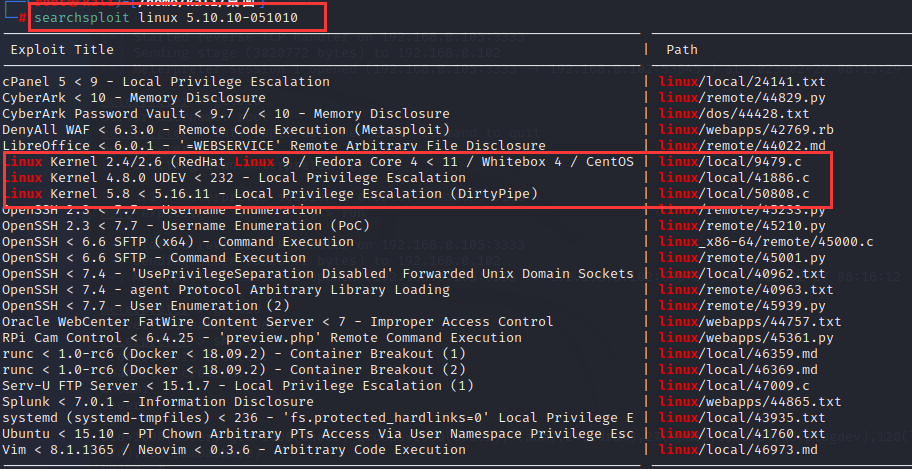 # searchsploit linux 5.10.10-051010
Exploit Title | Path
cPanel 5 < 9 - Local Privilege Escalation | linux/local/24141.txt
CyberArk < 10 - Memory Disclosure | linux/remote/44829.py
CyberArk Password Vault < 9.7 / < 10 - Memory Disclosure | linux/dos/44428.txt
DenyAll WAF < 6.3.0 - Remote Code Execution (Metasploit) | linux/webapps/42769.rb
LibreOffice < 6.0.1 - '=WEBSERVICE' Remote Arbitrary File Disclosure | linux/remote/44022.md
Linux Kernel 2.4/2.6 (RedHat Linux 9 / Fedora Core 4 < 11 / Whitebox 4 / CentOS | linux/local/9479.c
Linux Kernel 4.8.0 UDEV < 232 - Local Privilege Escalation | linux/local/41886.c
Linux Kernel 5.8 < 5.16.11 - Local Privilege Escalation (DirtyPipe) | linux/local/50808.c
OpenSSH 2.3 < 7.7 - Username Enumeration | linux/remote/45233.py
OpenSSH 2.3 < 7.7 - Username Enumeration (PoC) | linux/remote/45210.py
OpenSSH < 6.6 SFTP (x64) - Command Execution | linux_x86-64/remote/45000.c
OpenSSH < 6.6 SFTP - Command Execution | linux/remote/45001.py
OpenSSH < 7.4 - 'UsePrivilegeSeparation Disabled' Forwarded Unix Domain Sockets | linux/local/40962.txt
OpenSSH < 7.4 - agent Protocol Arbitrary Library Loading | linux/remote/40963.txt
OpenSSH < 7.7 - User Enumeration (2) | linux/remote/45939.py
Oracle WebCenter FatWire Content Server < 7 - Improper Access Control | linux/webapps/44757.txt
RPi Cam Control < 6.4.25 - 'preview.php' Remote Command Execution | linux/webapps/45361.py
runc < 1.0-rc6 (Docker < 18.09.2) - Container Breakout (1) | linux/local/46359.md
runc < 1.0-rc6 (Docker < 18.09.2) - Container Breakout (2) | linux/local/46369.md
Serv-U FTP Server < 15.1.7 - Local Privilege Escalation (1) | linux/local/47009.c
Splunk < 7.0.1 - Information Disclosure | linux/webapps/44865.txt
systemd (systemd-tmpfiles) < 236 - 'fs.protected_hardlinks=0' Local Privilege E | linux/local/43935.txt
Ubuntu < 15.10 - PT Chown Arbitrary PTs Access Via User Namespace Privilege Esc | linux/local/41760.txt
Vim < 8.1.1365 / Neovim < 0.3.6 - Arbitrary Code Execution | linux/local/46973.md